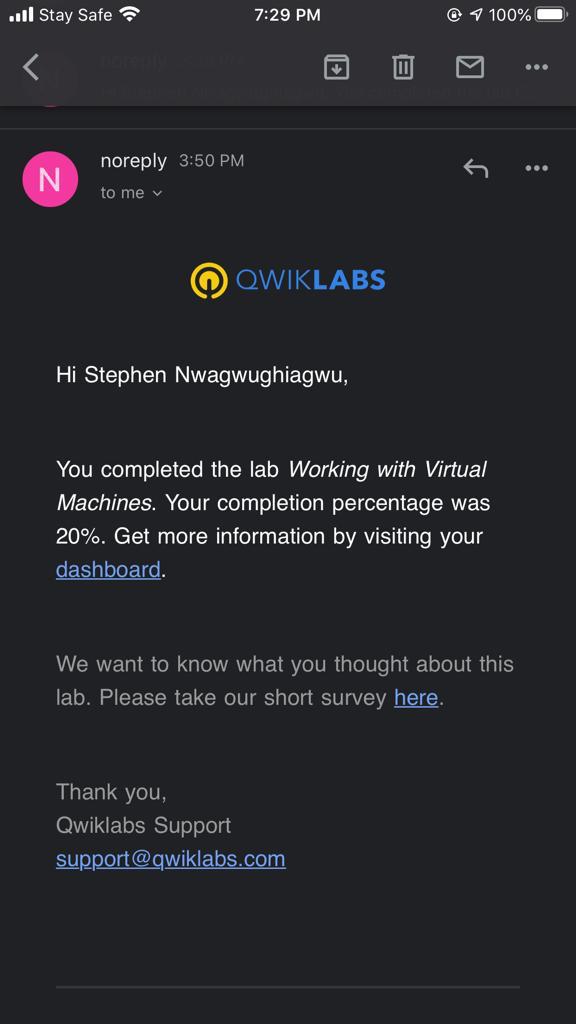 Stay Safe 7:29 PM 100%
noreply
N noreply 3:50 PM
to me
QWIKLABS
Hi Stephen Nwagwughiagwu,
You completed the lab Working with Virtual
Machines. Your completion percentage was
20%. Get more information by visiting your
dashboard.
We want to know what you thought about this
lab. Please take our short survey here.
Thank you,
Qwiklabs Support
support@qwiklabs.com